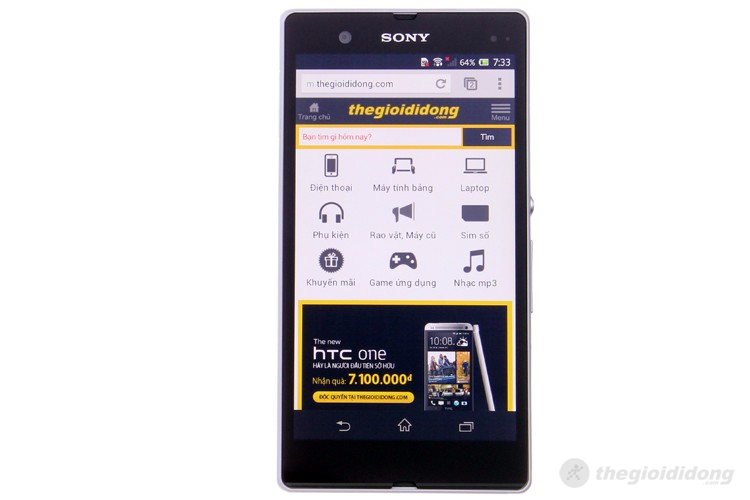 SONY
64% 7:33
m.thegioididong.com
2
Trang chủ
thegioididong
.com
Menu
Bạn tìm gì hôm nay?
Tìm
Điện thoại
Máy tính bảng
Laptop
Phụ kiện
Rao vặt, Máy cũ
Sim số
Khuyến mãi
Game ứng dụng
Nhạc mp3
The new
hTC one
HÃY LÀ NGƯỜI ĐẦU TIÊN SỞ HỮU
Nhận quà: 7.100.000đ
ĐỘC QUYỀN TẠI THEGIOIDIDONG.COM
10:08
thegioididong
.com